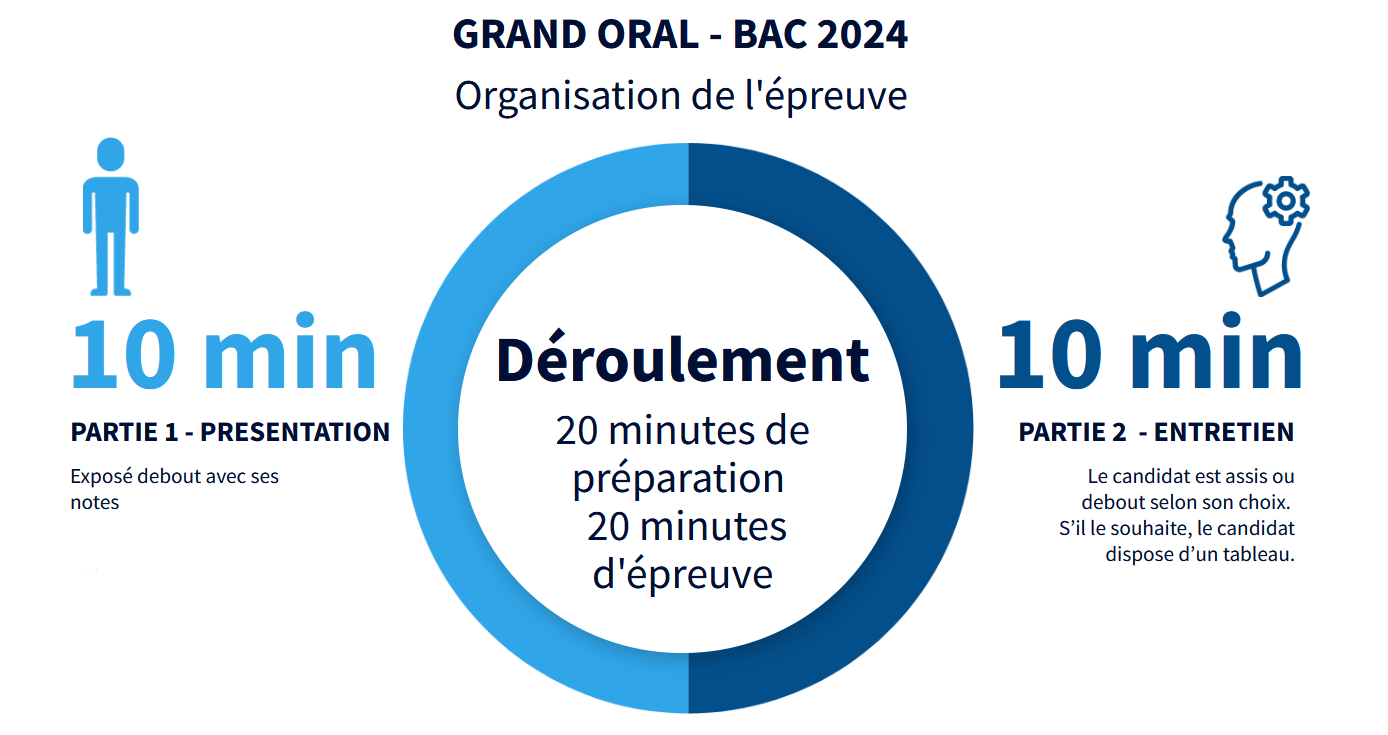 GRAND ORAL - BAC 2024
Organisation de l'épreuve
10 min
PARTIE 1 - PRESENTATION
Exposé debout avec ses
notes
Déroulement
20 minutes de
préparation
20 minutes
d'épreuve
10 min
PARTIE 2 - ENTRETIEN
Le candidat est assis ou
debout selon son choix.
S’il le souhaite, le candidat
dispose d’un tableau.